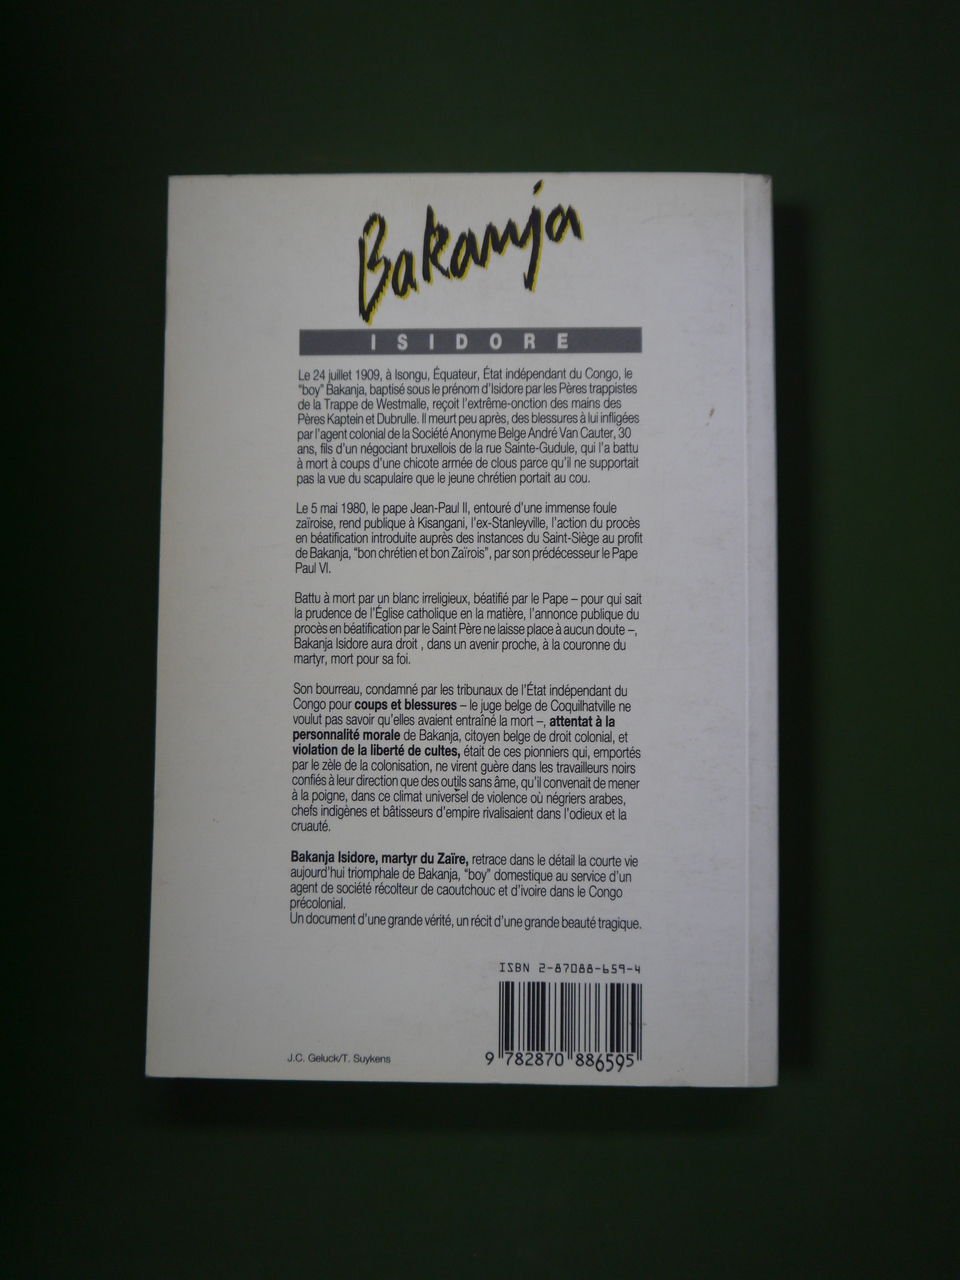 Bakanja
ISIDORE
Le 24 juillet 1909, à Isongu, Équateur, État indépendant du Congo, le
"boy" Bakanja, baptisé sous le prénom d'Isidore par les Pères trappistes
de la Trappe de Westmalle, reçoit l'extrême-onction des mains des
Pères Kaptein et Dubrulle. Il meurt peu après, des blessures à lui infligées
par l'agent colonial de la Société Anonyme Belge André Van Cauter, 30
ans, fils d'un négociant bruxellois de la rue Sainte-Gudule, qui l'a battu
à mort à coups d'une chicote armée de clous parce qu'il ne supportait
pas la vue du scapulaire que le jeune chrétien portait au cou.
Le 5 mai 1980, le pape Jean-Paul II, entouré d'une immense foule
zaïroise, rend publique à Kisangani, l'ex-Stanleyville, l'action du procès
en béatification introduite auprès des instances du Saint-Siège au profit
de Bakanja, "bon chrétien et bon Zaïrois", par son prédécesseur le Pape
Paul VI.
Battu à mort par un blanc irreligieux, béatifié par le Pape – pour qui sait
la prudence de l'Église catholique en la matière, l'annonce publique du
procès en béatification par le Saint Père ne laisse place à aucun doute –,
Bakanja Isidore aura droit , dans un avenir proche, à la couronne du
martyr, mort pour sa foi.
Son bourreau, condamné par les tribunaux de l'État indépendant du
Congo pour coups et blessures – le juge belge de Coquilhatville ne
voulut pas savoir qu'elles avaient entraîné la mort –, attentat à la
personnalité morale de Bakanja, citoyen belge de droit colonial, et
violation de la liberté de cultes, était de ces pionniers qui, emportés
par le zèle de la colonisation, ne virent guère dans les travailleurs noirs
confiés à leur direction que des outils sans âme, qu'il convenait de mener
à la poigne, dans ce climat universel de violence où négriers arabes,
chefs indigènes et bâtisseurs d'empire rivalisaient dans l'odieux et la
cruauté.
Bakanja Isidore, martyr du Zaïre, retrace dans le détail la courte vie
aujourd'hui triomphale de Bakanja, "boy" domestique au service d'un
agent de société récolteur de caoutchouc et d'ivoire dans le Congo
précolonial.
Un document d'une grande vérité, un récit d'une grande beauté tragique.
ISBN 2-87088-659-4
9 782870 886595
J.C. Geluck/T. Suykens